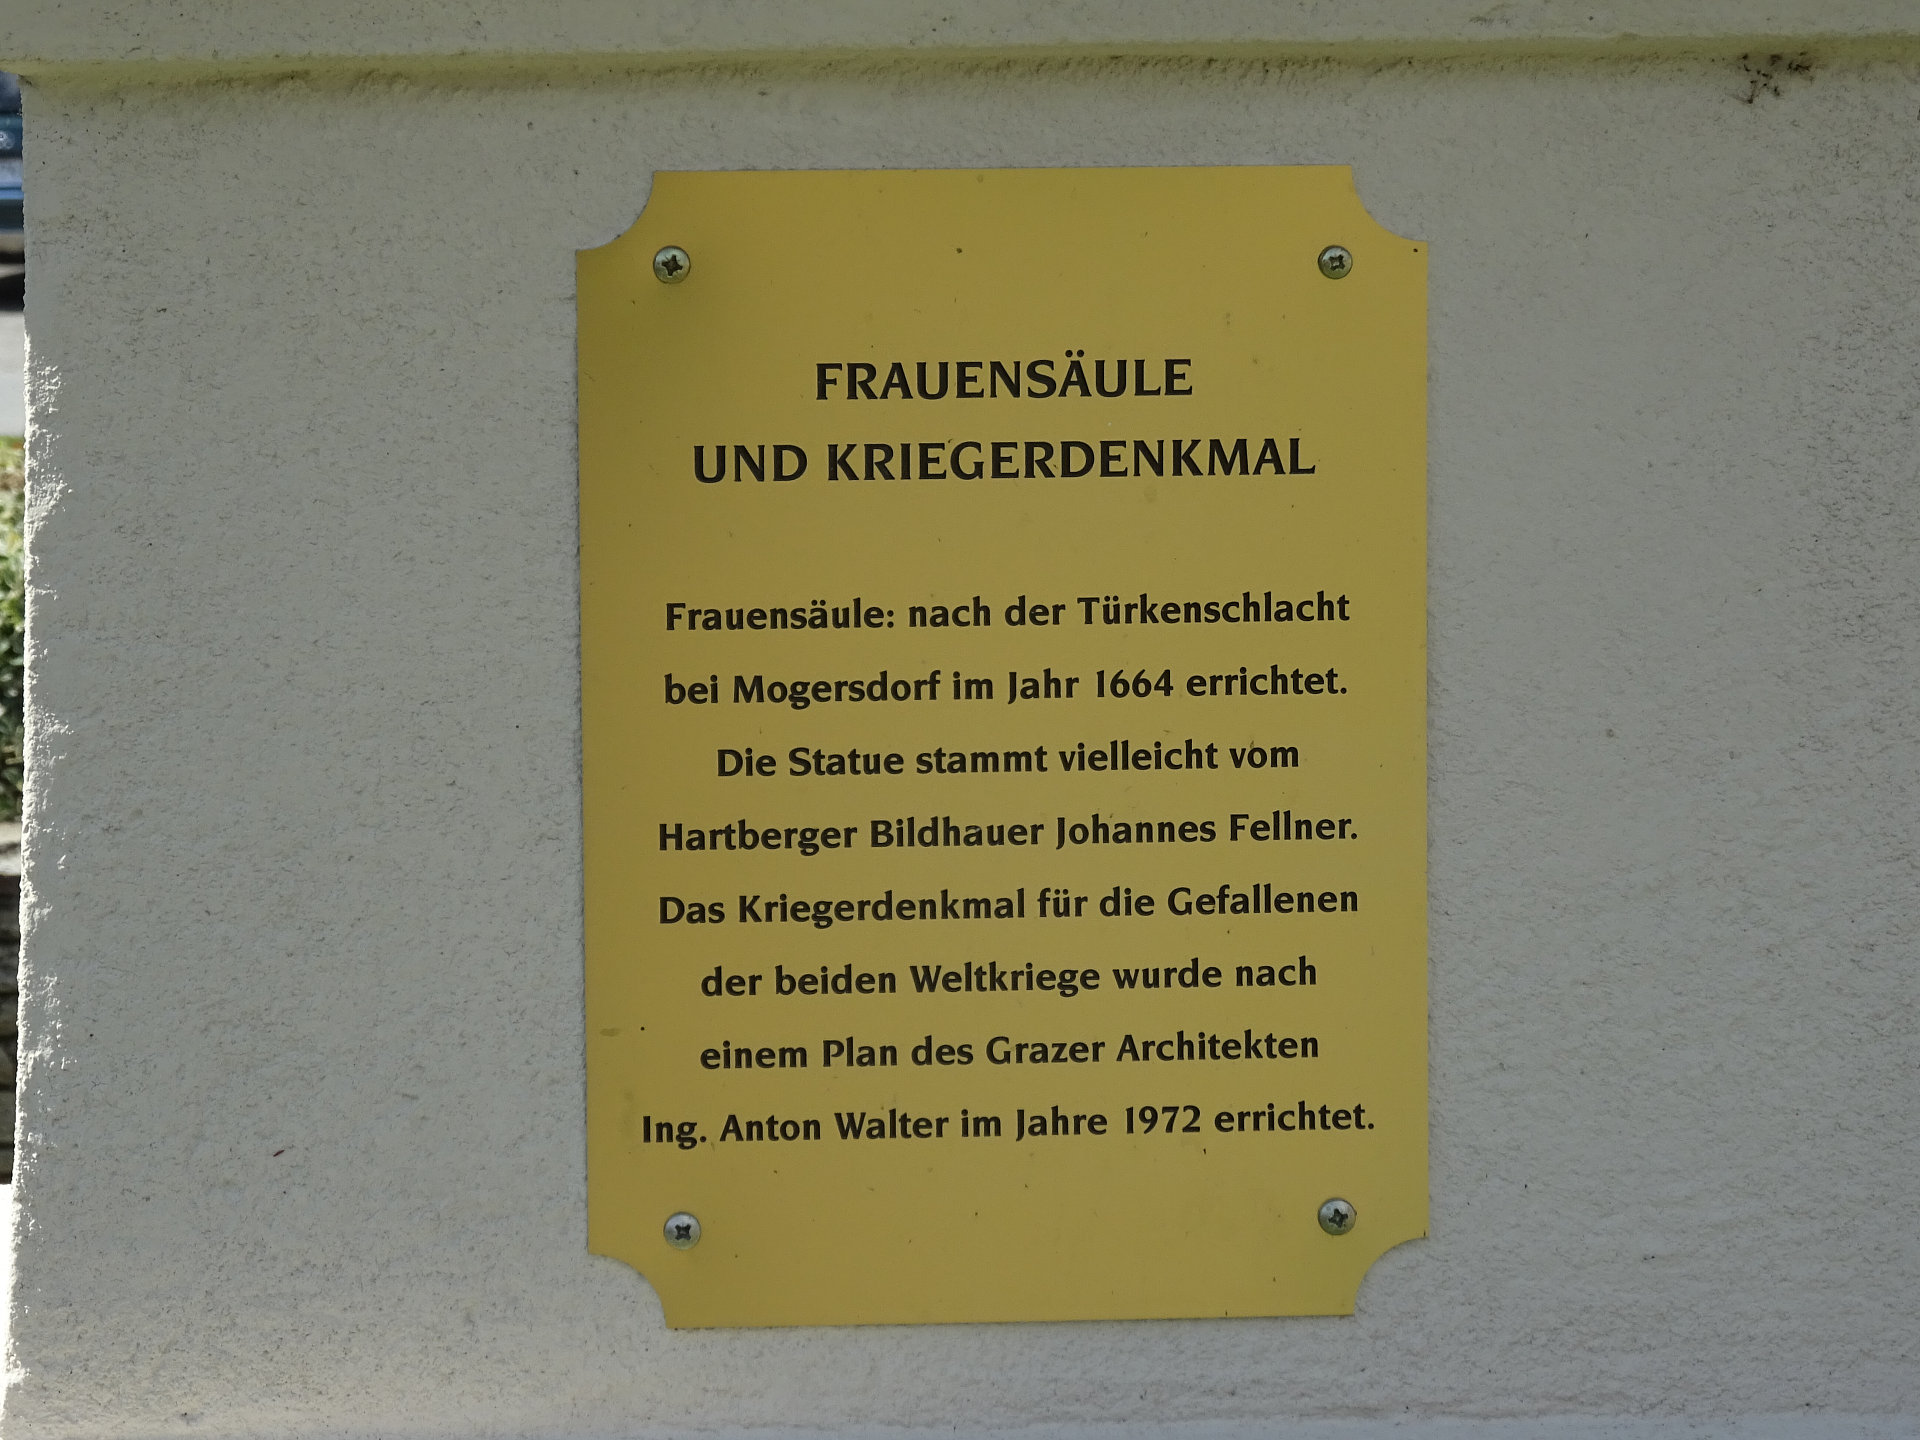 FRAUENSÄULE
UND KRIEGERDENKMAL
Frauensäule: nach der Türkenschlacht
bei Mogersdorf im Jahr 1664 errichtet.
Die Statue stammt vielleicht vom
Hartberger Bildhauer Johannes Fellner.
Das Kriegerdenkmal für die Gefallenen
der beiden Weltkriege wurde nach
einem Plan des Grazer Architekten
Ing. Anton Walter im Jahre 1972 errichtet.